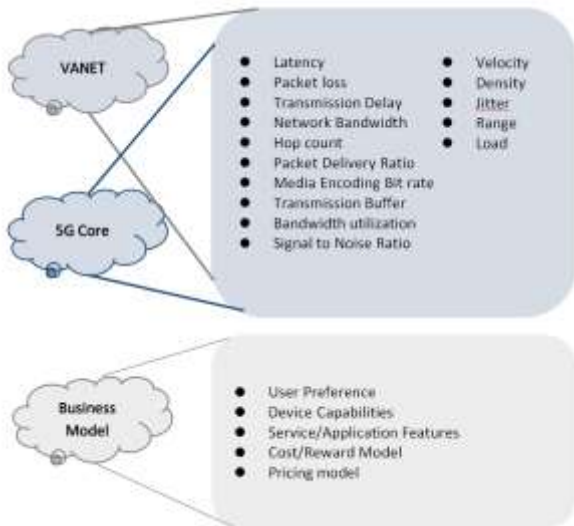 VANET
5G Core
● Latency
● Packet loss
● Transmission Delay
● Network Bandwidth
● Hop count
● Packet Delivery Ratio
● Media Encoding Bit rate
● Transmission Buffer
● Bandwidth utilization
● Signal to Noise Ratio
● Velocity
● Density
● Jitter
● Range
● Load
Business
Model
● User Preference
● Device Capabilities
● Service/Application Features
● Cost/Reward Model
● Pricing model